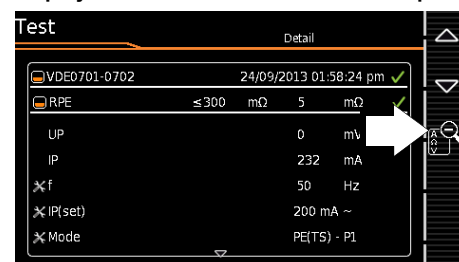 Test
Detail
VDE0701-0702 24/09/2013 01:58:24 pm
RPE ≤300 mΩ 5 mΩ
UP 0 mV
IP 232 mA
f 50 Hz
IP(set) 200 mA ~
Mode PE(TS) - P1